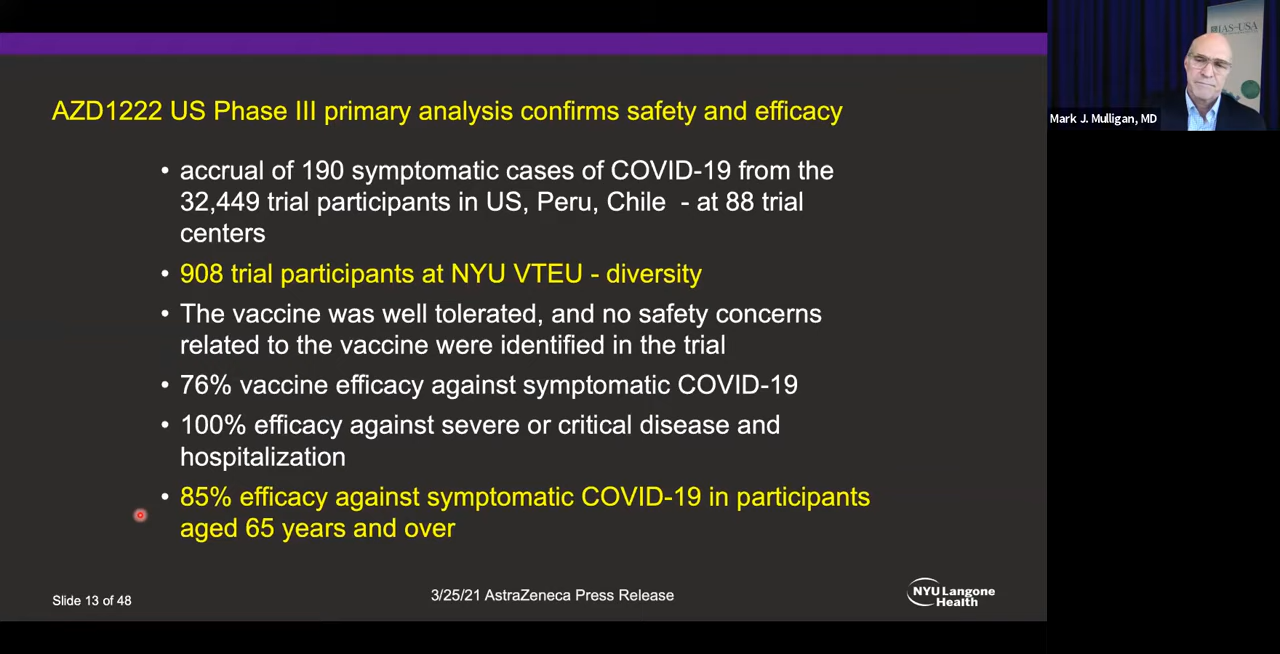 AZD1222 US Phase III primary analysis confirms safety and efficacy
• accrual of 190 symptomatic cases of COVID-19 from the
32,449 trial participants in US, Peru, Chile - at 88 trial
centers
• 908 trial participants at NYU VTEU - diversity
• The vaccine was well tolerated, and no safety concerns
related to the vaccine were identified in the trial
• 76% vaccine efficacy against symptomatic COVID-19
• 100% efficacy against severe or critical disease and
hospitalization
• 85% efficacy against symptomatic COVID-19 in participants
aged 65 years and over
Slide 13 of 48
3/25/21 AstraZeneca Press Release
NYU Langone
Health
IAS-USA
Mark J. Mulligan, MD